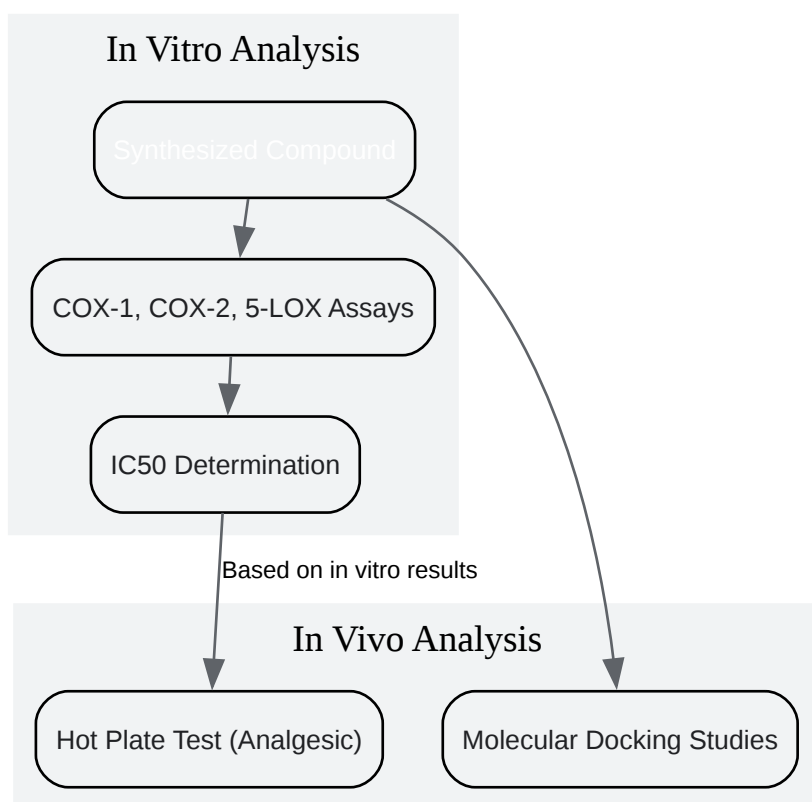 In Vitro Analysis
Synthesized Compound
COX-1, COX-2, 5-LOX Assays
IC50 Determination
Based on in vitro results
In Vivo Analysis
Hot Plate Test (Analgesic)
Molecular Docking Studies